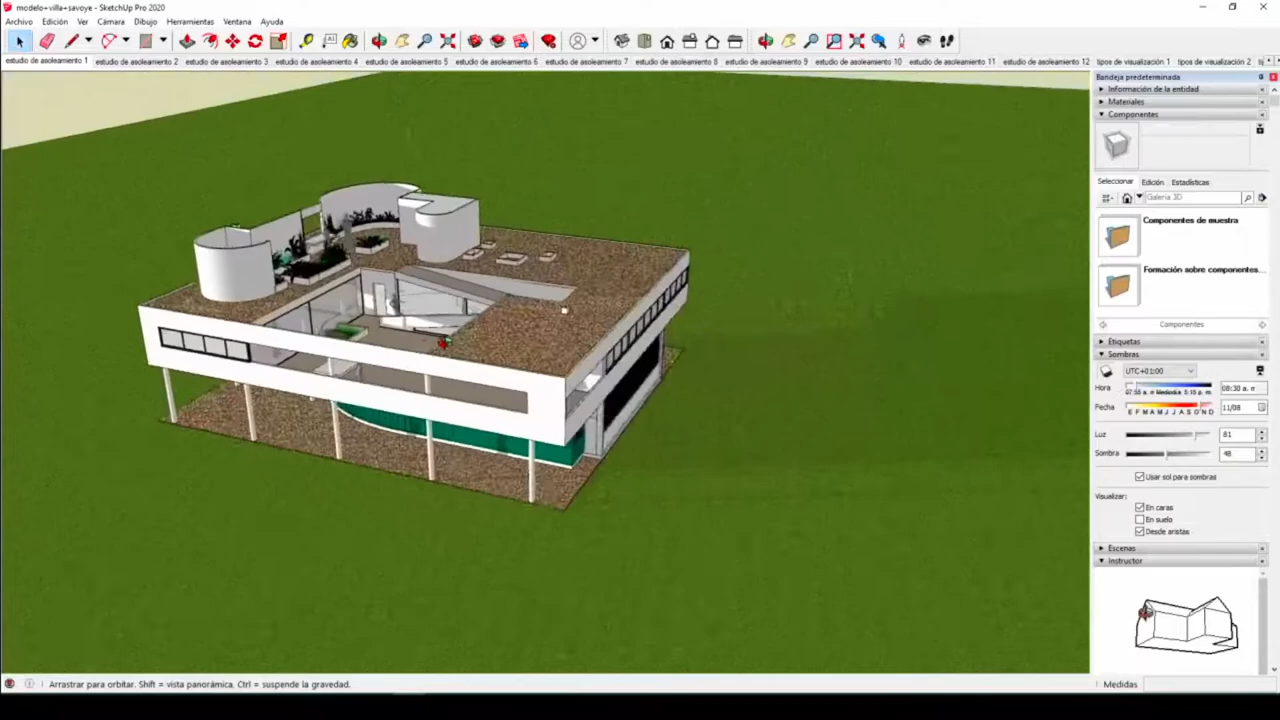 modelo+villa+savoye - SketchUp Pro 2020
Archivo Edición Ver Cámara Dibujo Herramientas Ventana Ayuda
estudio de asoleamiento 1 estudio de asoleamiento 2 estudio de asoleamiento 3 estudio de asoleamiento 4 estudio de asoleamiento 5 estudio de asoleamiento 6 estudio de asoleamiento 7 estudio de asoleamiento 8 estudio de asoleamiento 9 estudio de asoleamiento 10 estudio de asoleamiento 11 estudio de asoleamiento 12 tipos de visualización 1 tipos de visualización 2
Bandeja predeterminada
Información de la entidad
Materiales
Componentes
Seleccionar Edición Estadísticas
Galería 3D
Componentes de muestra
Formación sobre componentes...
Componentes
Etiquetas
Sombras
UTC+01:00
Hora 08:30 a. m
07:55 a. m Mediodía 5:15 p. m.
Fecha 11/08
E F M A M J J A S O N D
Luz 81
Sombra 48
Usar sol para sombras
Visualizar:
En caras
En suelo
Desde aristas
Escenas
Instructor
Arrastrar para orbitar. Shift = vista panorámica. Ctrl = suspende la gravedad.
Medidas